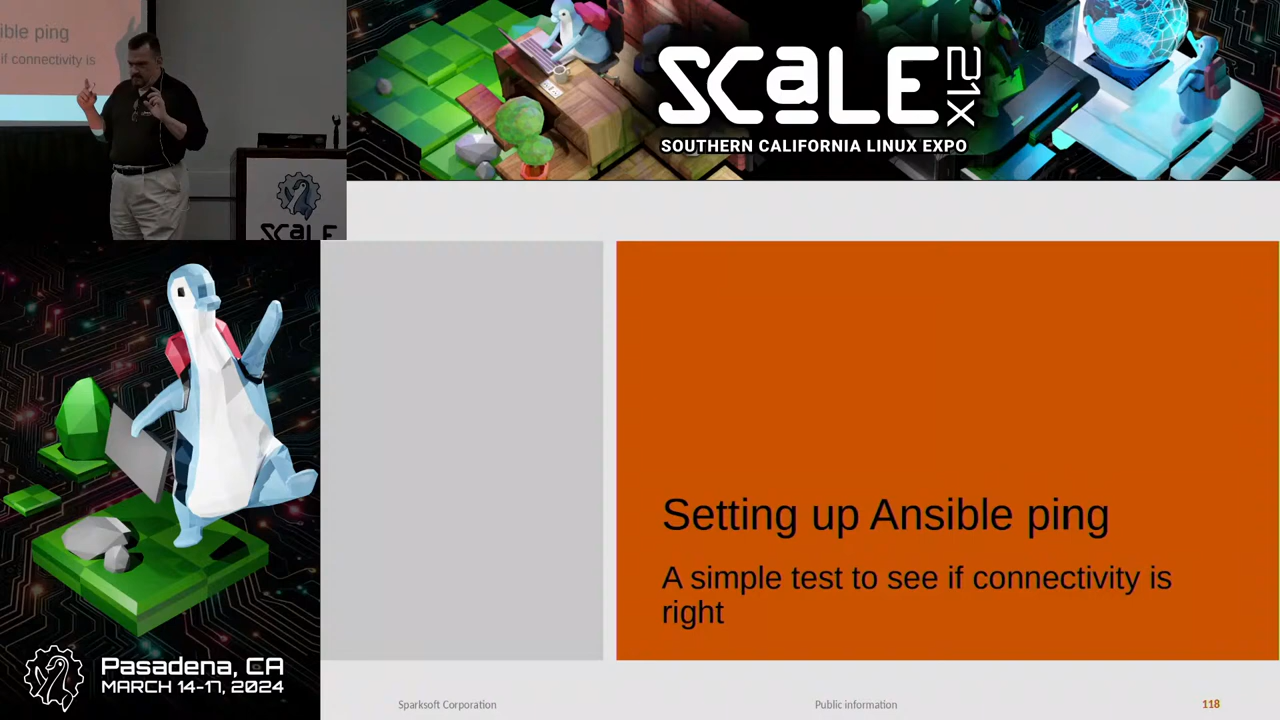 ible ping
if connectivity is
SCALE
SCaLE 21X
SOUTHERN CALIFORNIA LINUX EXPO
Setting up Ansible ping
A simple test to see if connectivity is
right
Pasadena, CA
MARCH 14-17, 2024
Sparksoft Corporation
Public information
118